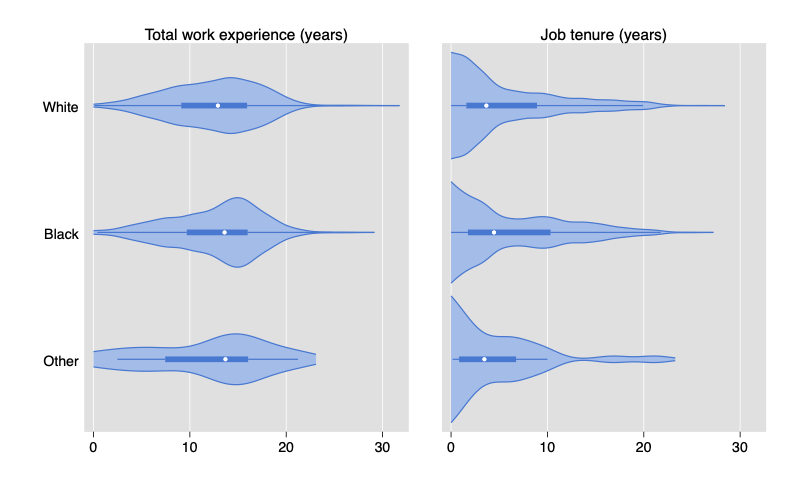 Total work experience (years)
Job tenure (years)
White
Black
Other
0 10 20 30
0 10 20 30